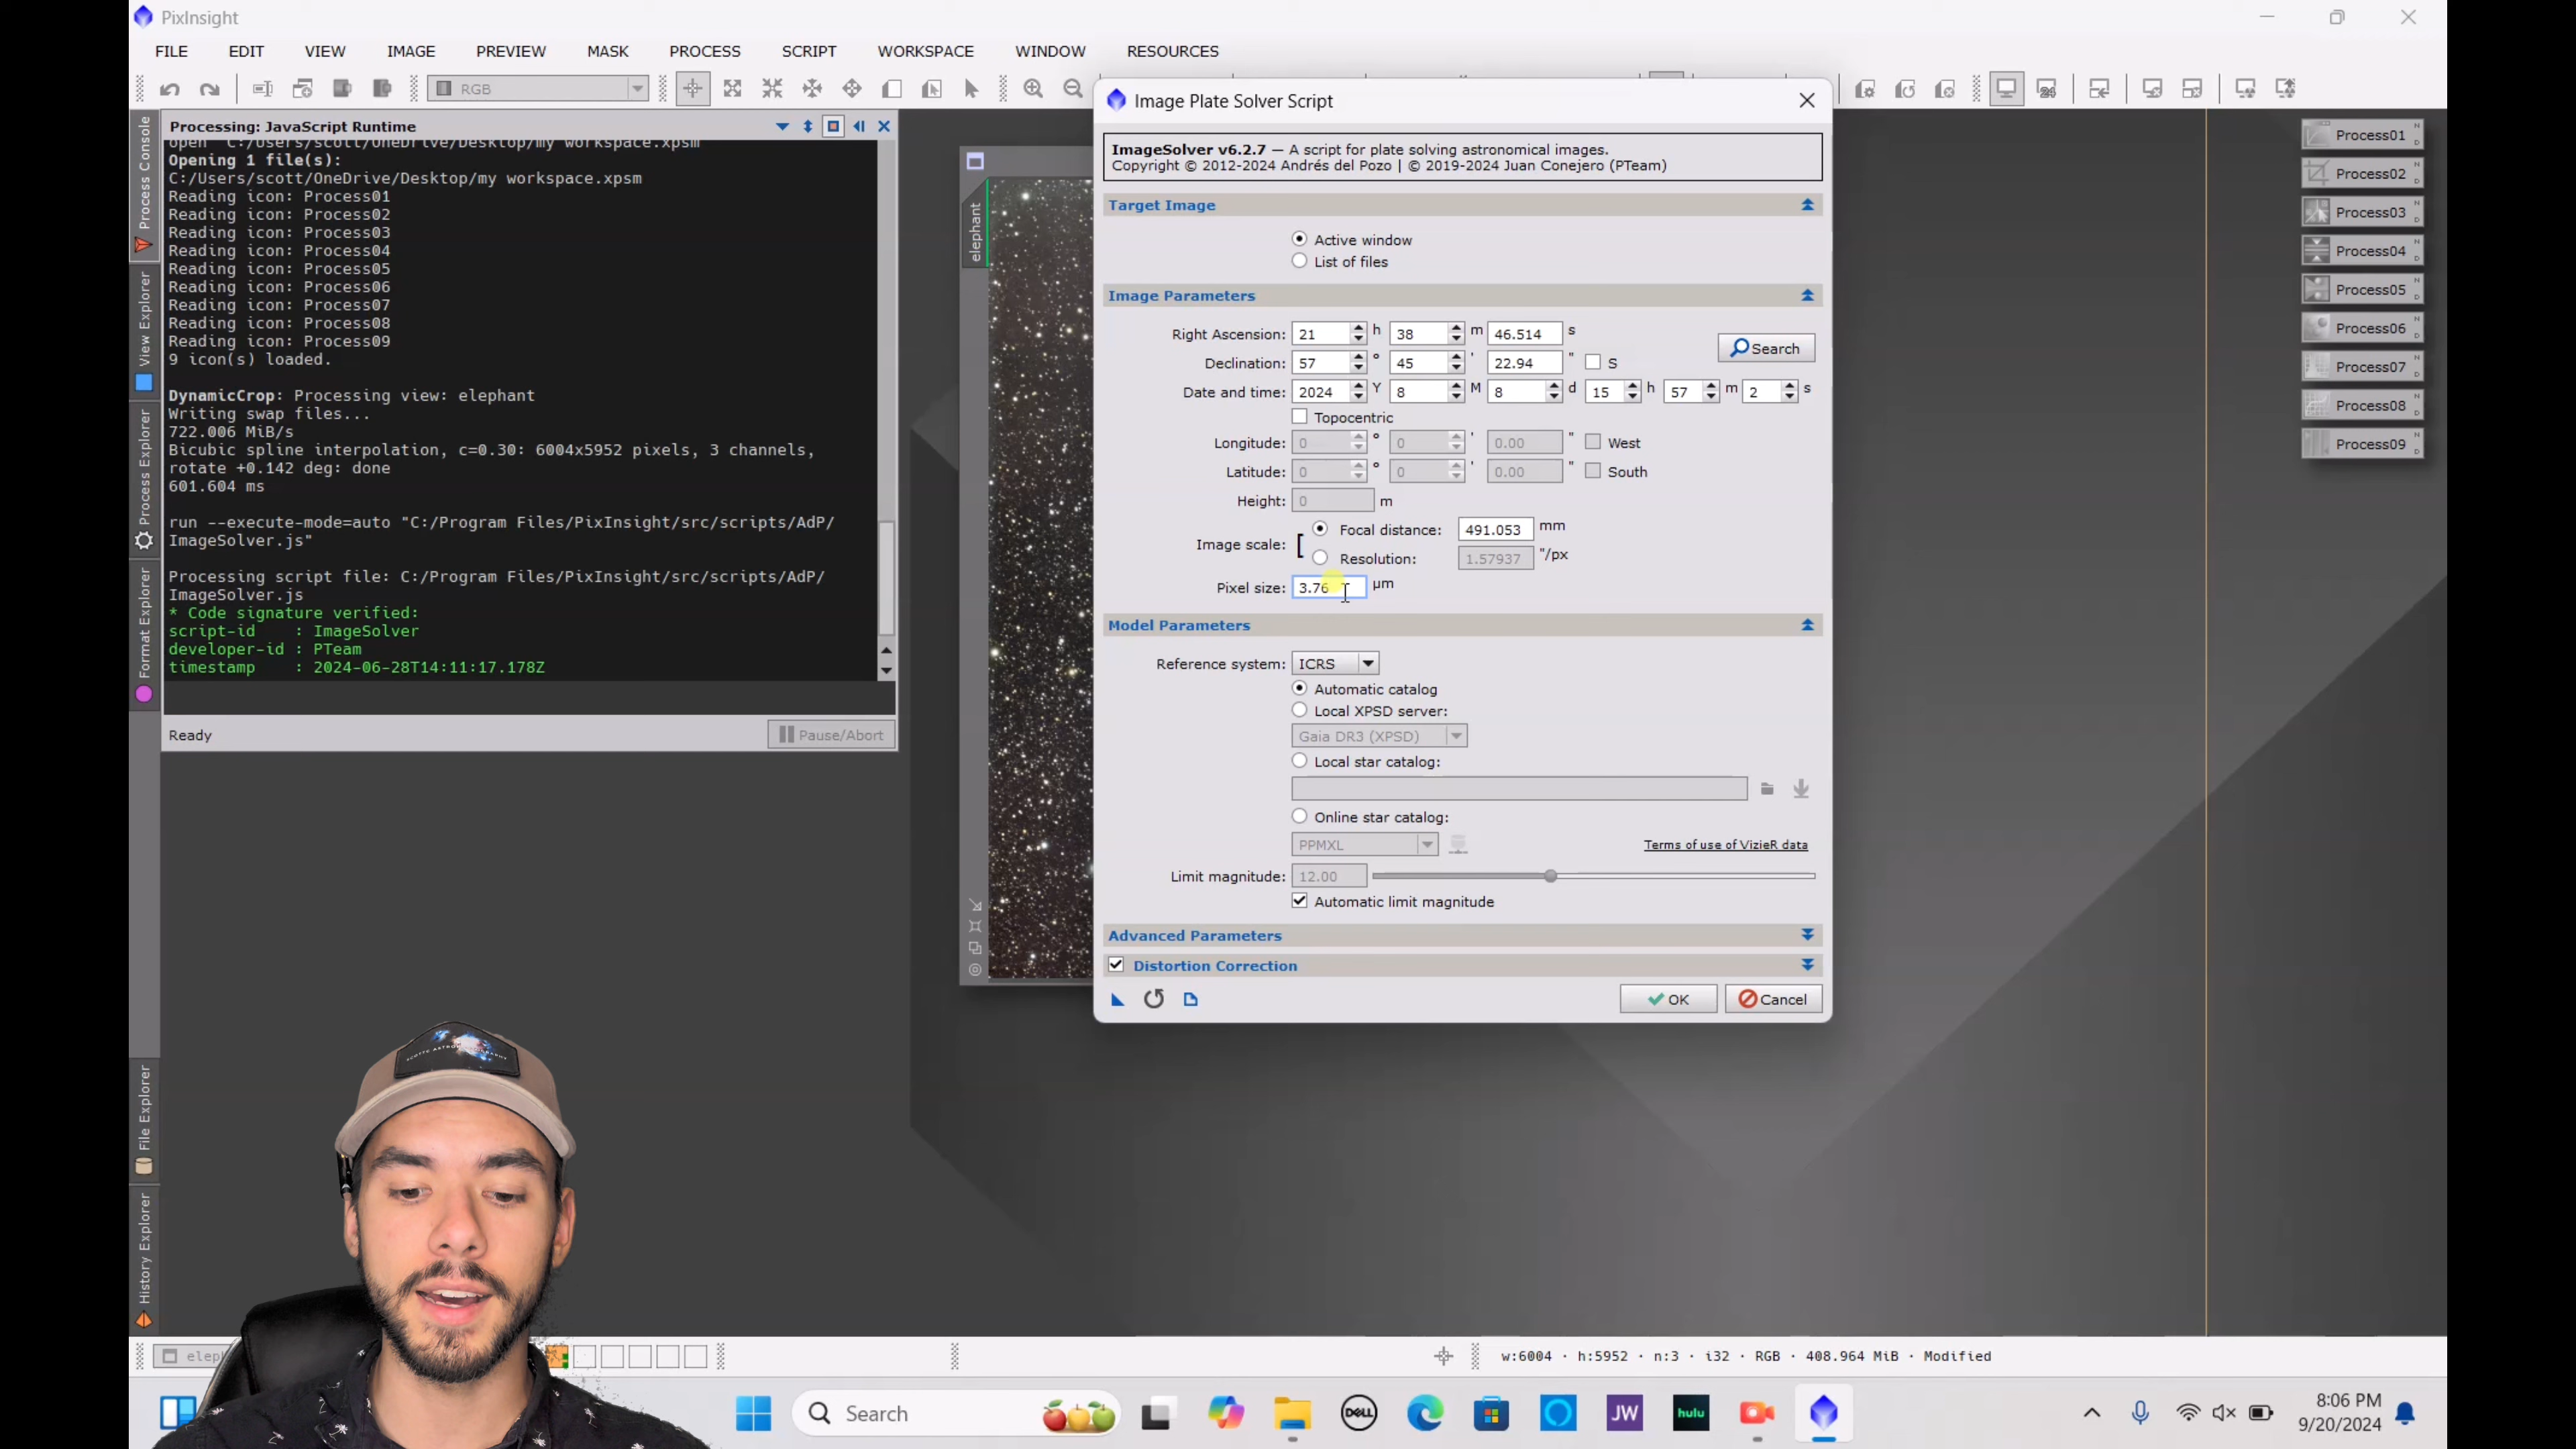 PixInsight
FILE EDIT VIEW IMAGE PREVIEW MASK PROCESS SCRIPT WORKSPACE WINDOW RESOURCES
RGB
Processing: JavaScript Runtime
open "C:/Users/scott/OneDrive/Desktop/my workspace.xpsm"
Opening 1 file(s):
C:/Users/scott/OneDrive/Desktop/my workspace.xpsm
Reading icon: Process01
Reading icon: Process02
Reading icon: Process03
Reading icon: Process04
Reading icon: Process05
Reading icon: Process06
Reading icon: Process07
Reading icon: Process08
Reading icon: Process09
9 icon(s) loaded.
DynamicCrop: Processing view: elephant
Writing swap files...
722.006 MiB/s
Bicubic spline interpolation, c=0.30: 6004x5952 pixels, 3 channels,
rotate +0.142 deg: done
601.604 ms
run --execute-mode=auto "C:/Program Files/PixInsight/src/scripts/AdP/
ImageSolver.js"
Processing script file: C:/Program Files/PixInsight/src/scripts/AdP/
ImageSolver.js
* Code signature verified:
script-id : ImageSolver
developer-id : PTeam
timestamp : 2024-06-28T14:11:17.178Z
Ready
Pause/Abort
Process Console
View Explorer
Process Explorer
Format Explorer
File Explorer
History Explorer
elephant
Image Plate Solver Script
ImageSolver v6.2.7 — A script for plate solving astronomical images.
Copyright © 2012-2024 Andrés del Pozo | © 2019-2024 Juan Conejero (PTeam)
Target Image
Active window
List of files
Image Parameters
Right Ascension: 21 h 38 m 46.514 s
Search
Declination: 57 ° 45 ' 22.94 " S
Date and time: 2024 Y 8 M 8 d 15 h 57 m 2 s
Topocentric
Longitude: 0 ° 0 ' 0.00 " West
Latitude: 0 ° 0 ' 0.00 " South
Height: 0 m
Image scale:
Focal distance: 491.053 mm
Resolution: 1.57937 "/px
Pixel size: 3.76 µm
Model Parameters
Reference system: ICRS
Automatic catalog
Local XPSD server:
Gaia DR3 (XPSD)
Local star catalog:
Online star catalog:
PPMXL
Terms of use of VizieR data
Limit magnitude: 12.00
Automatic limit magnitude
Advanced Parameters
Distortion Correction
OK Cancel
Process01
Process02
Process03
Process04
Process05
Process06
Process07
Process08
Process09
w:6004 · h:5952 · n:3 · i32 · RGB · 408.964 MiB · Modified
Search
DELL
JW
hulu
8:06 PM
9/20/2024